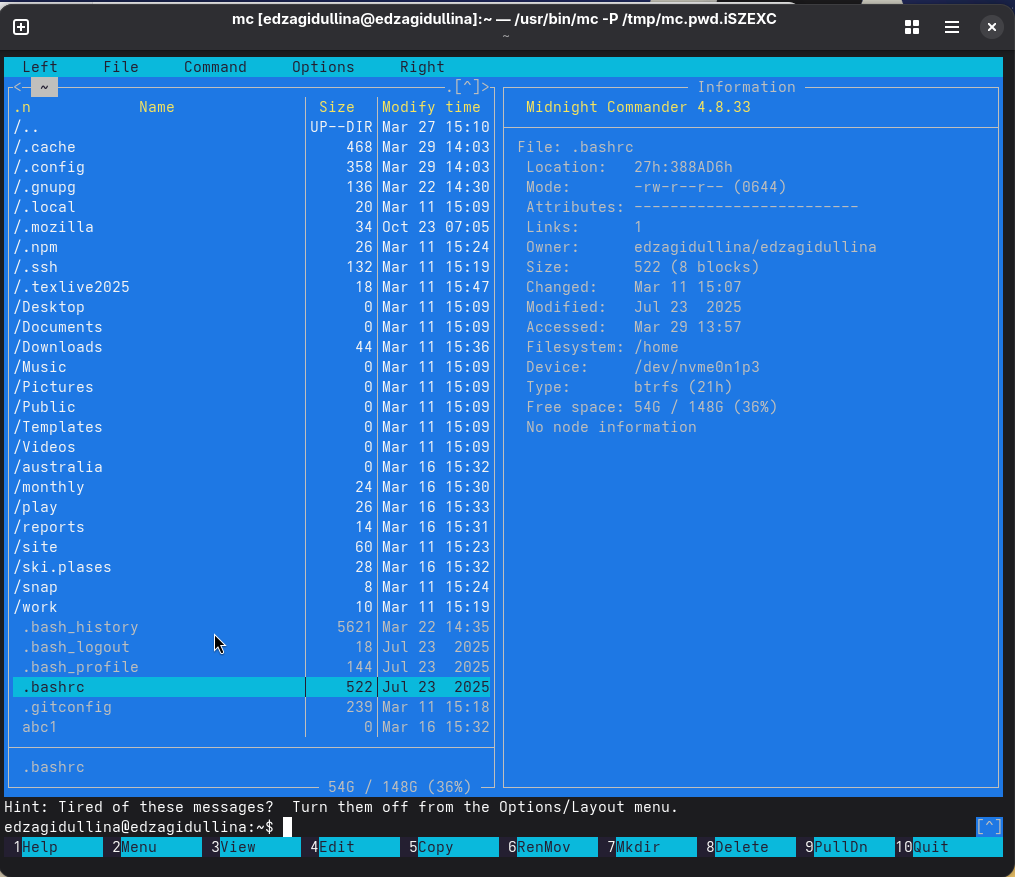 mc [edzagidullina@edzagidullina]:~ — /usr/bin/mc -P /tmp/mc.pwd.iSZEXC
~
Left File Command Options Right
<─ ~ .[^]>
.n Name Size Modify time
/.. UP--DIR Mar 27 15:10
/.cache 468 Mar 29 14:03
/.config 358 Mar 29 14:03
/.gnupg 136 Mar 22 14:30
/.local 20 Mar 11 15:09
/.mozilla 34 Oct 23 07:05
/.npm 26 Mar 11 15:24
/.ssh 132 Mar 11 15:19
/.texlive2025 18 Mar 11 15:47
/Desktop 0 Mar 11 15:09
/Documents 0 Mar 11 15:09
/Downloads 44 Mar 11 15:36
/Music 0 Mar 11 15:09
/Pictures 0 Mar 11 15:09
/Public 0 Mar 11 15:09
/Templates 0 Mar 11 15:09
/Videos 0 Mar 11 15:09
/australia 0 Mar 16 15:32
/monthly 24 Mar 16 15:30
/play 26 Mar 16 15:33
/reports 14 Mar 16 15:31
/site 60 Mar 11 15:23
/ski.plases 28 Mar 16 15:32
/snap 8 Mar 11 15:24
/work 10 Mar 11 15:19
.bash_history 5621 Mar 22 14:35
.bash_logout 18 Jul 23 2025
.bash_profile 144 Jul 23 2025
.bashrc 522 Jul 23 2025
.gitconfig 239 Mar 11 15:18
abc1 0 Mar 16 15:32
.bashrc
54G / 148G (36%)
Information
Midnight Commander 4.8.33
File: .bashrc
Location: 27h:388AD6h
Mode: -rw-r--r-- (0644)
Attributes: -------------------------
Links: 1
Owner: edzagidullina/edzagidullina
Size: 522 (8 blocks)
Changed: Mar 11 15:07
Modified: Jul 23 2025
Accessed: Mar 29 13:57
Filesystem: /home
Device: /dev/nvme0n1p3
Type: btrfs (21h)
Free space: 54G / 148G (36%)
No node information
Hint: Tired of these messages? Turn them off from the Options/Layout menu.
edzagidullina@edzagidullina:~$ [^]
1Help 2Menu 3View 4Edit 5Copy 6RenMov 7Mkdir 8Delete 9PullDn 10Quit